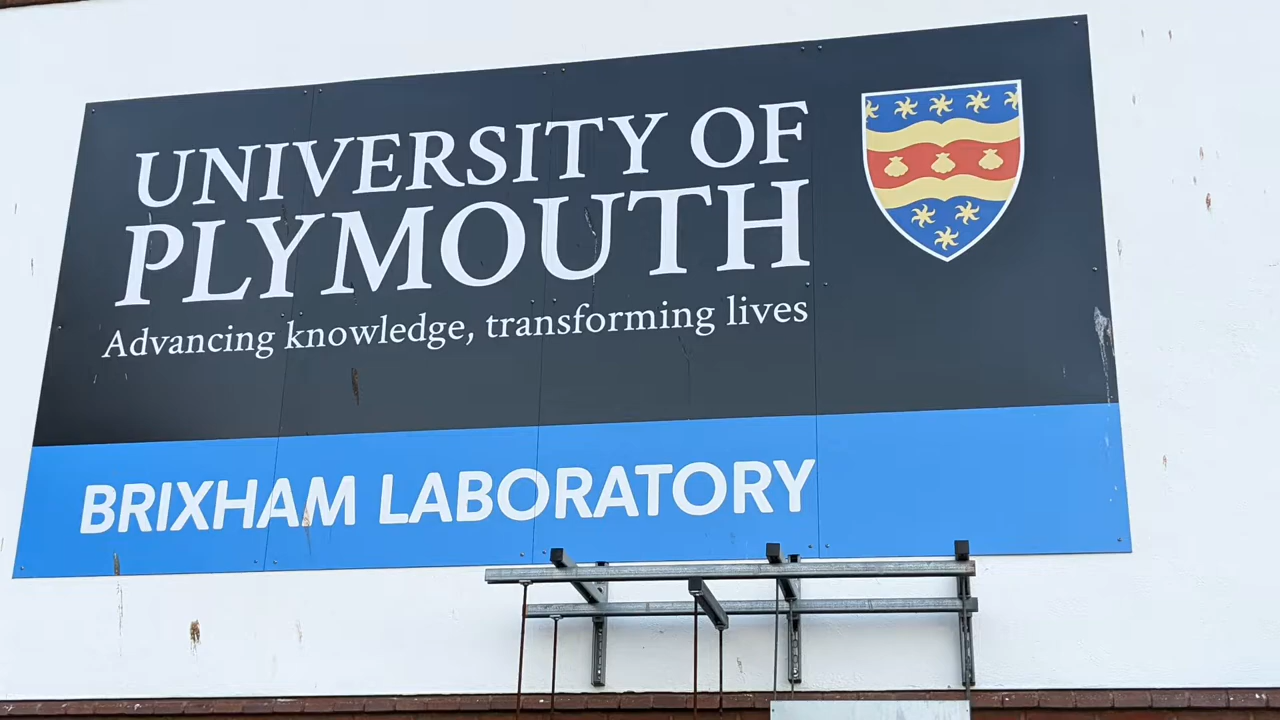 UNIVERSITY OF
PLYMOUTH
Advancing knowledge, transforming lives
BRIXHAM LABORATORY